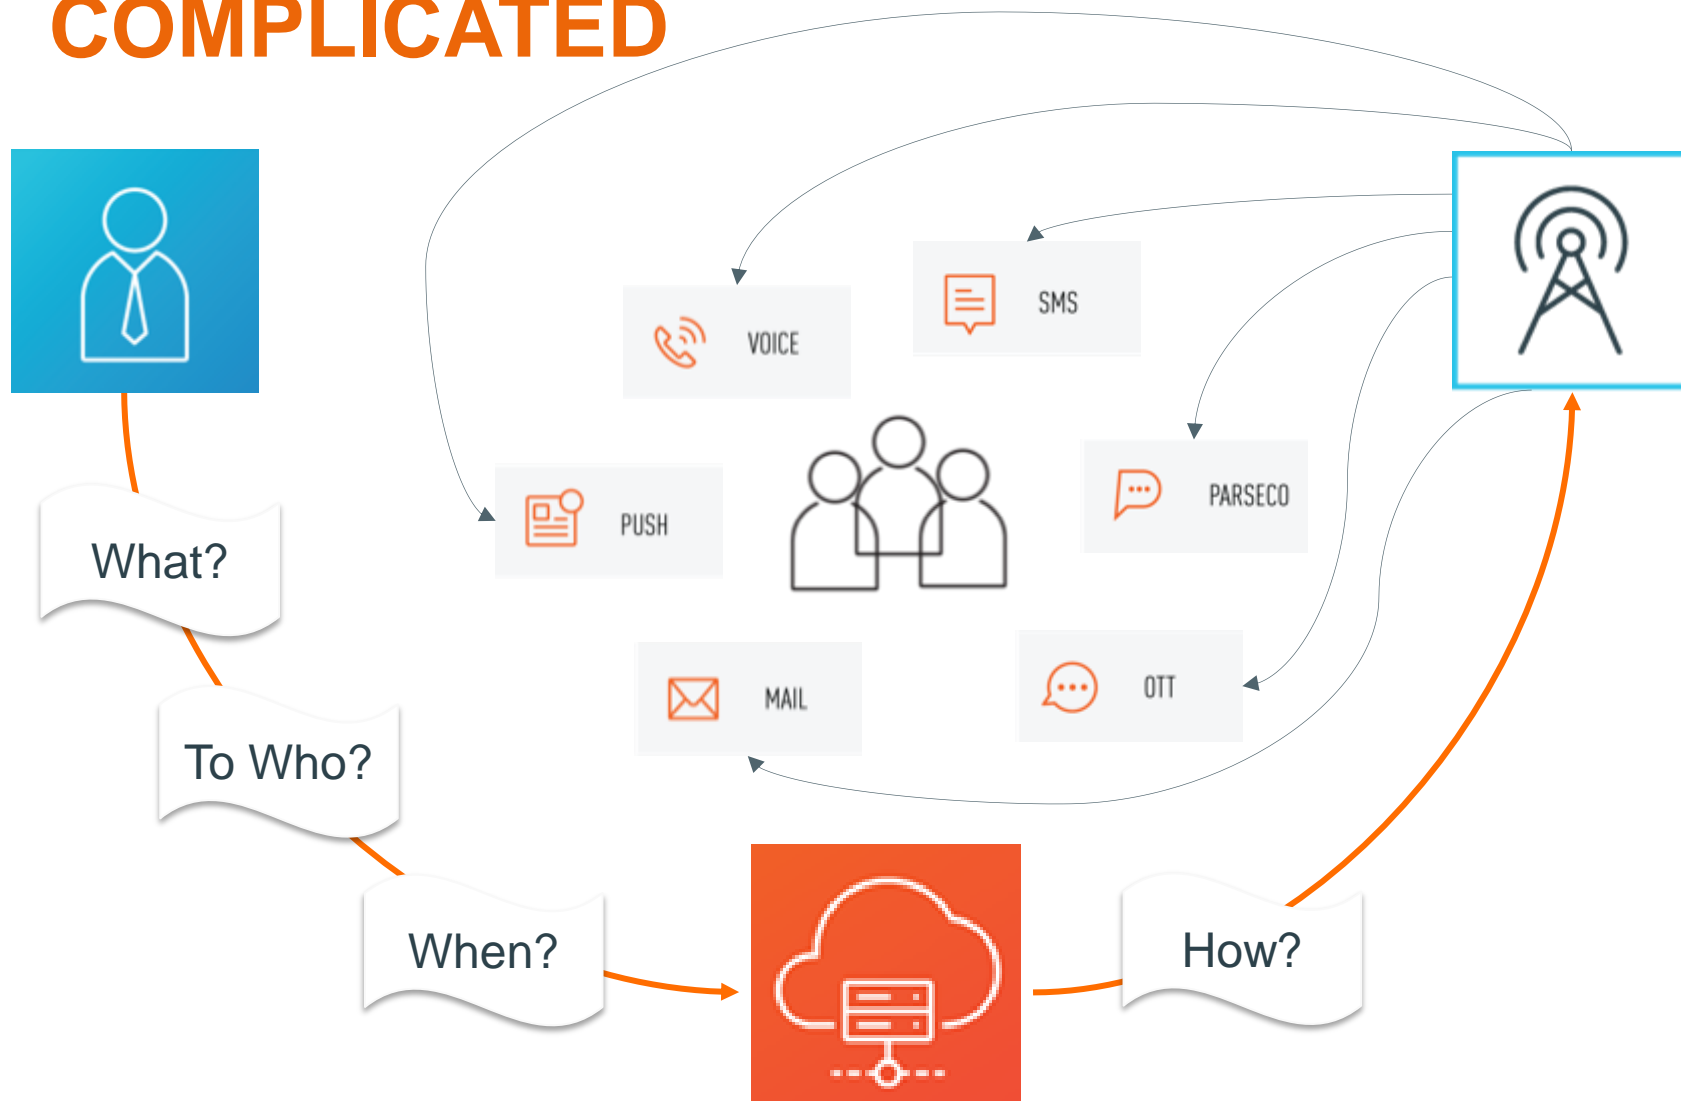 COMPLICATED
VOICE
SMS
PUSH
PARSECO
MAIL
OTT
What?
To Who?
When?
How?